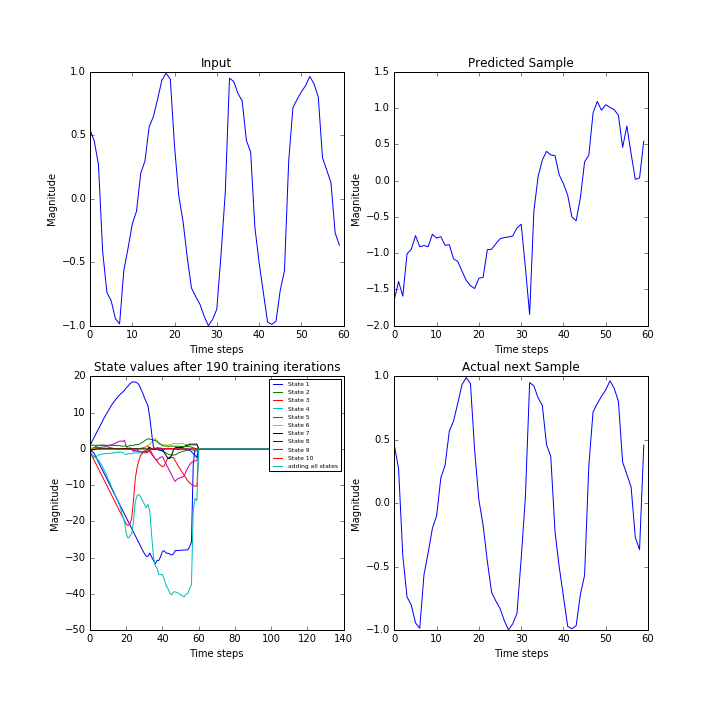 Input
Magnitude
1.0
0.5
0.0
−0.5
−1.0
0 10 20 30 40 50 60
Time steps
Predicted Sample
Magnitude
1.5
1.0
0.5
0.0
−0.5
−1.0
−1.5
−2.0
0 10 20 30 40 50 60
Time steps
State values after 190 training iterations
Magnitude
20
10
0
−10
−20
−30
−40
−50
0 20 40 60 80 100 120 140
Time steps
State 1
State 2
State 3
State 4
State 5
State 6
State 7
State 8
State 9
State 10
adding all states
Actual next Sample
Magnitude
1.0
0.5
0.0
−0.5
−1.0
0 10 20 30 40 50 60
Time steps